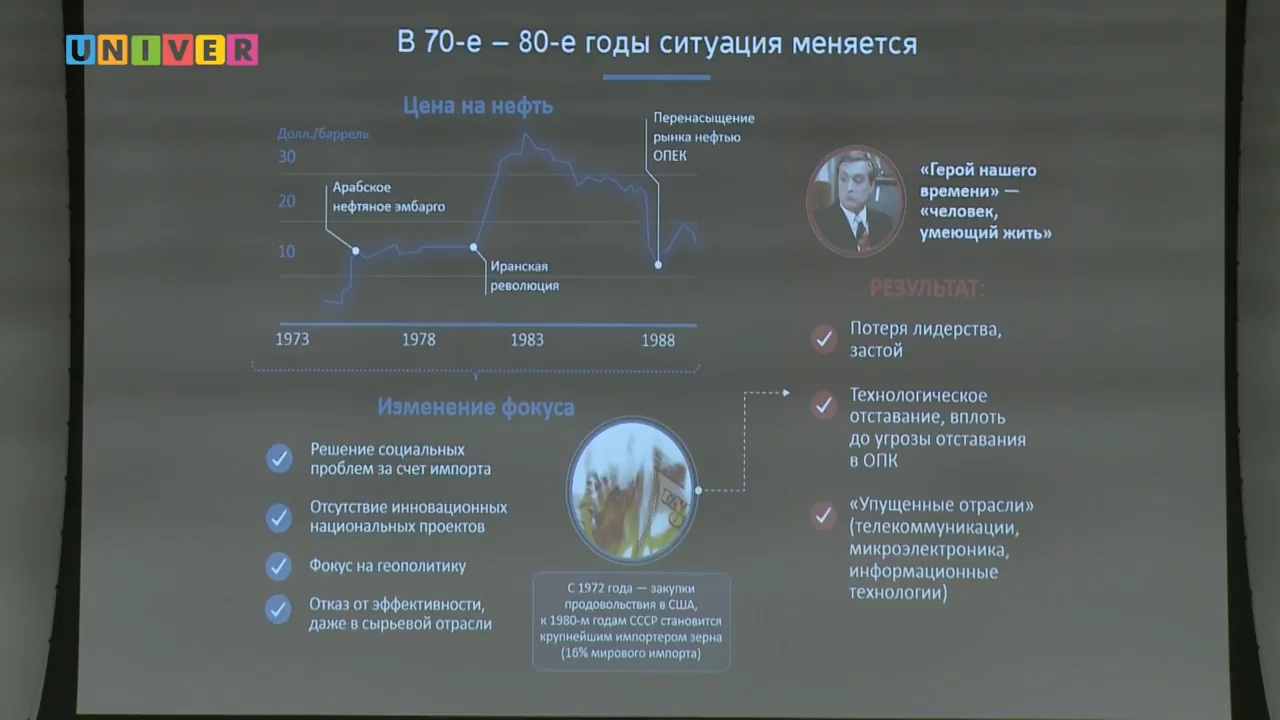 UNIVER
В 70-е – 80-е годы ситуация меняется
Цена на нефть
Долл./баррель
30
20
10
Арабское
нефтяное эмбарго
Иранская
революция
Перенасыщение
рынка нефтью
ОПЕК
1973
1978
1983
1988
Изменение фокуса
Решение социальных
проблем за счет импорта
Отсутствие инновационных
национальных проектов
Фокус на геополитику
Отказ от эффективности,
даже в сырьевой отрасли
С 1972 года — закупки
продовольствия в США,
к 1980-м годам СССР становится
крупнейшим импортером зерна
(16% мирового импорта)
«Герой нашего
времени» —
«человек,
умеющий жить»
РЕЗУЛЬТАТ:
Потеря лидерства,
застой
Технологическое
отставание, вплоть
до угрозы отставания
в ОПК
«Упущенные отрасли»
(телекоммуникации,
микроэлектроника,
информационные
технологии)